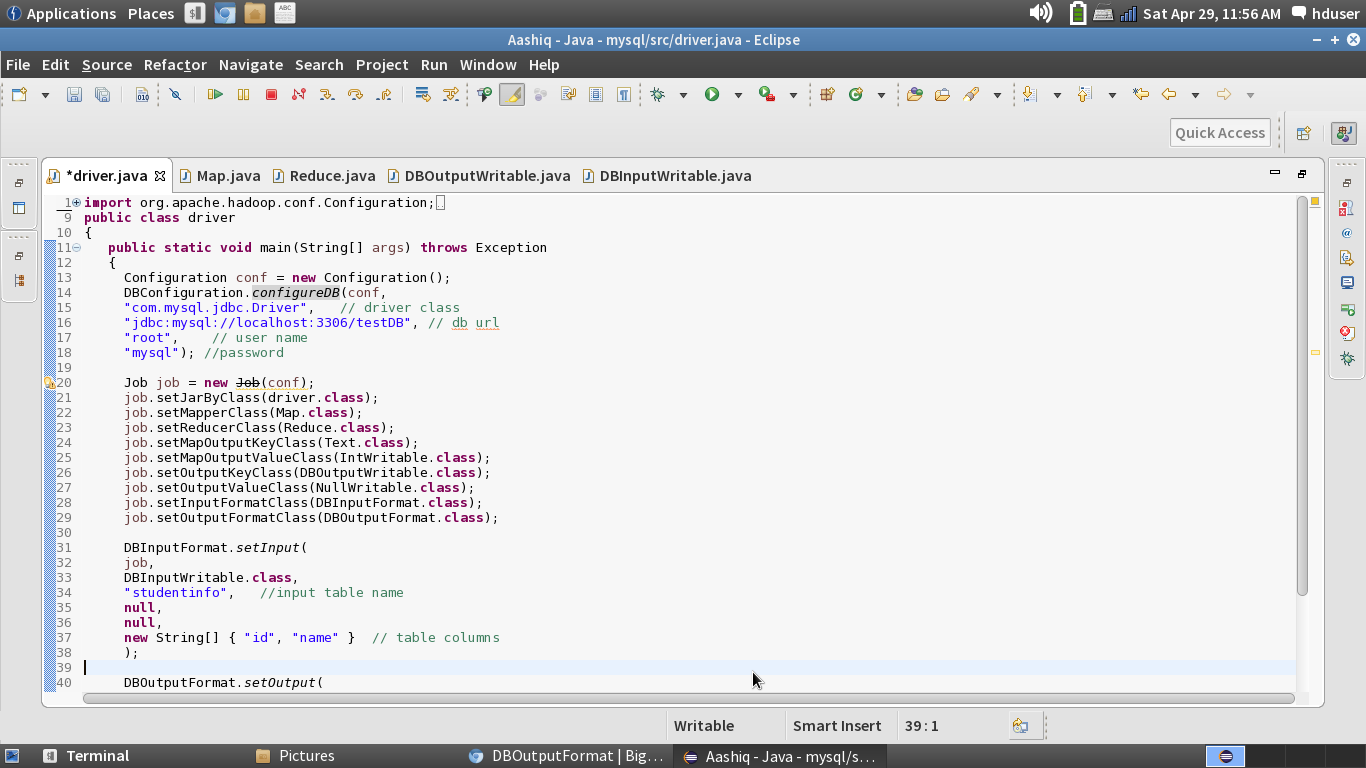 Applications Places ABC Sat Apr 29, 11:56 AM hduser
Aashiq - Java - mysql/src/driver.java - Eclipse
File Edit Source Refactor Navigate Search Project Run Window Help
010
Quick Access
*driver.java Map.java Reduce.java DBOutputWritable.java DBInputWritable.java
1 import org.apache.hadoop.conf.Configuration;
9 public class driver
10 {
11 public static void main(String[] args) throws Exception
12 {
13 Configuration conf = new Configuration();
14 DBConfiguration.configureDB(conf,
15 "com.mysql.jdbc.Driver", // driver class
16 "jdbc:mysql://localhost:3306/testDB", // db url
17 "root", // user name
18 "mysql"); //password
19
20 Job job = new Job(conf);
21 job.setJarByClass(driver.class);
22 job.setMapperClass(Map.class);
23 job.setReducerClass(Reduce.class);
24 job.setMapOutputKeyClass(Text.class);
25 job.setMapOutputValueClass(IntWritable.class);
26 job.setOutputKeyClass(DBOutputWritable.class);
27 job.setOutputValueClass(NullWritable.class);
28 job.setInputFormatClass(DBInputFormat.class);
29 job.setOutputFormatClass(DBOutputFormat.class);
30
31 DBInputFormat.setInput(
32 job,
33 DBInputWritable.class,
34 "studentinfo", //input table name
35 null,
36 null,
37 new String[] { "id", "name" } // table columns
38 );
39
40 DBOutputFormat.setOutput(
Writable Smart Insert 39 : 1
Terminal Pictures DBOutputFormat | Big... Aashiq - Java - mysql/s...